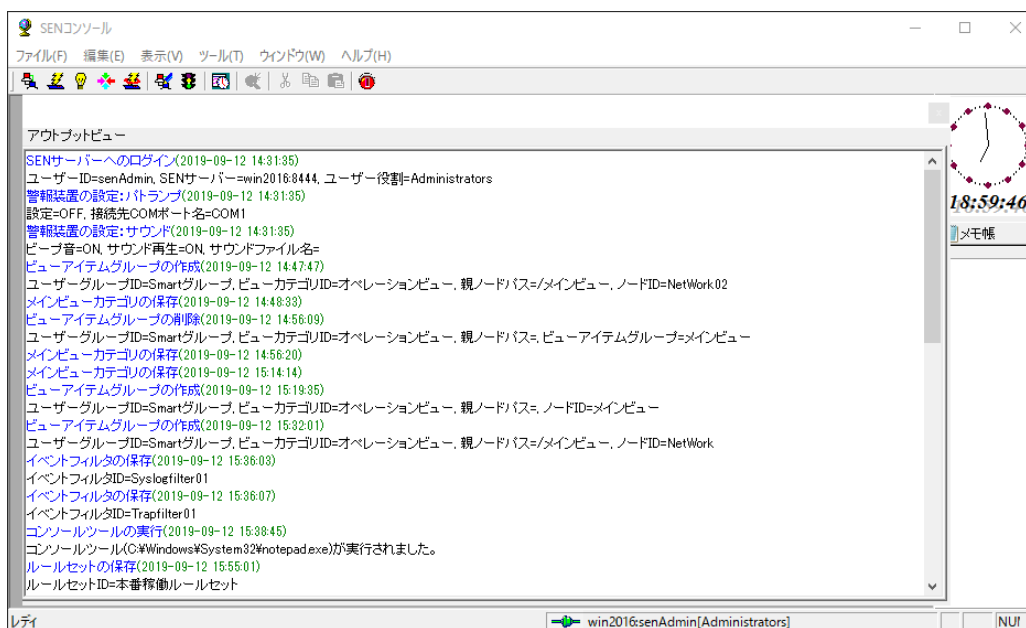 SENコンソール
ファイル(F) 編集(E) 表示(V) ツール(T) ウィンドウ(W) ヘルプ(H)
アウトプットビュー
SENサーバーへのログイン(2019-09-12 14:31:35)
ユーザーID=senAdmin, SENサーバー=win2016:8444, ユーザー役割=Administrators
警報装置の設定:パトランプ(2019-09-12 14:31:35)
設定=OFF, 接続先COMポート名=COM1
警報装置の設定:サウンド(2019-09-12 14:31:35)
ビープ音=ON, サウンド再生=ON, サウンドファイル名=
ビューアイテムグループの作成(2019-09-12 14:47:47)
ユーザーグループID=Smartグループ, ビューカテゴリID=オペレーションビュー, 親ノードパス=/メインビュー, ノードID=NetWork02
メインビューカテゴリの保存(2019-09-12 14:48:33)
ビューアイテムグループの削除(2019-09-12 14:56:09)
ユーザーグループID=Smartグループ, ビューカテゴリID=オペレーションビュー, 親ノードパス=, ビューアイテムグループ=メインビュー
メインビューカテゴリの保存(2019-09-12 14:56:20)
メインビューカテゴリの保存(2019-09-12 15:14:14)
ビューアイテムグループの作成(2019-09-12 15:19:35)
ユーザーグループID=Smartグループ, ビューカテゴリID=オペレーションビュー, 親ノードパス=, ノードID=メインビュー
ビューアイテムグループの作成(2019-09-12 15:32:01)
ユーザーグループID=Smartグループ, ビューカテゴリID=オペレーションビュー, 親ノードパス=/メインビュー, ノードID=NetWork
イベントフィルタの保存(2019-09-12 15:36:03)
イベントフィルタID=Syslogfilter01
イベントフィルタの保存(2019-09-12 15:36:07)
イベントフィルタID=Trapfilter01
コンソールツールの実行(2019-09-12 15:38:45)
コンソールツール(C:¥Windows¥System32¥notepad.exe)が実行されました。
ルールセットの保存(2019-09-12 15:55:01)
ルールセットID=本番稼働ルールセット
18:59:46
メモ帳
レディ
win2016:senAdmin[Administrators]
NUM